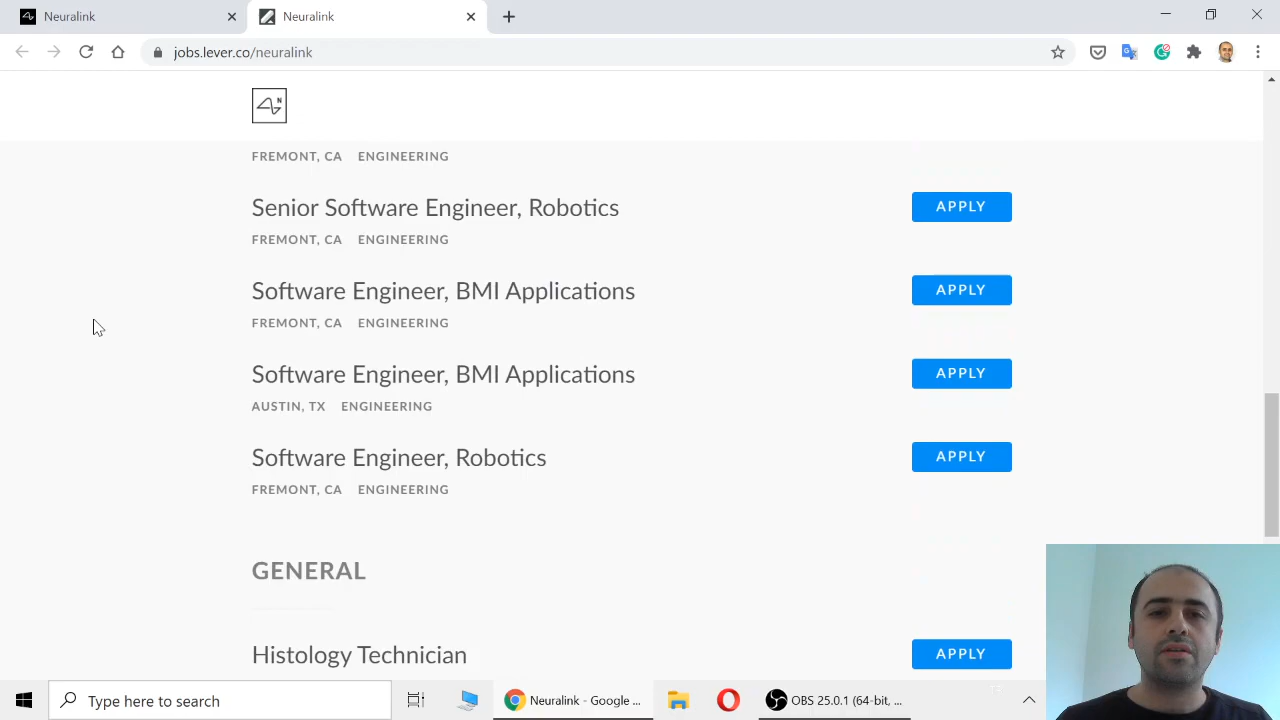 Neuralink
Neuralink
jobs.lever.co/neuralink
N
FREMONT, CA ENGINEERING
Senior Software Engineer, Robotics
APPLY
FREMONT, CA ENGINEERING
Software Engineer, BMI Applications
APPLY
FREMONT, CA ENGINEERING
Software Engineer, BMI Applications
APPLY
AUSTIN, TX ENGINEERING
Software Engineer, Robotics
APPLY
FREMONT, CA ENGINEERING
GENERAL
Histology Technician
APPLY
Type here to search
Neuralink - Google ...
OBS 25.0.1 (64-bit, ...